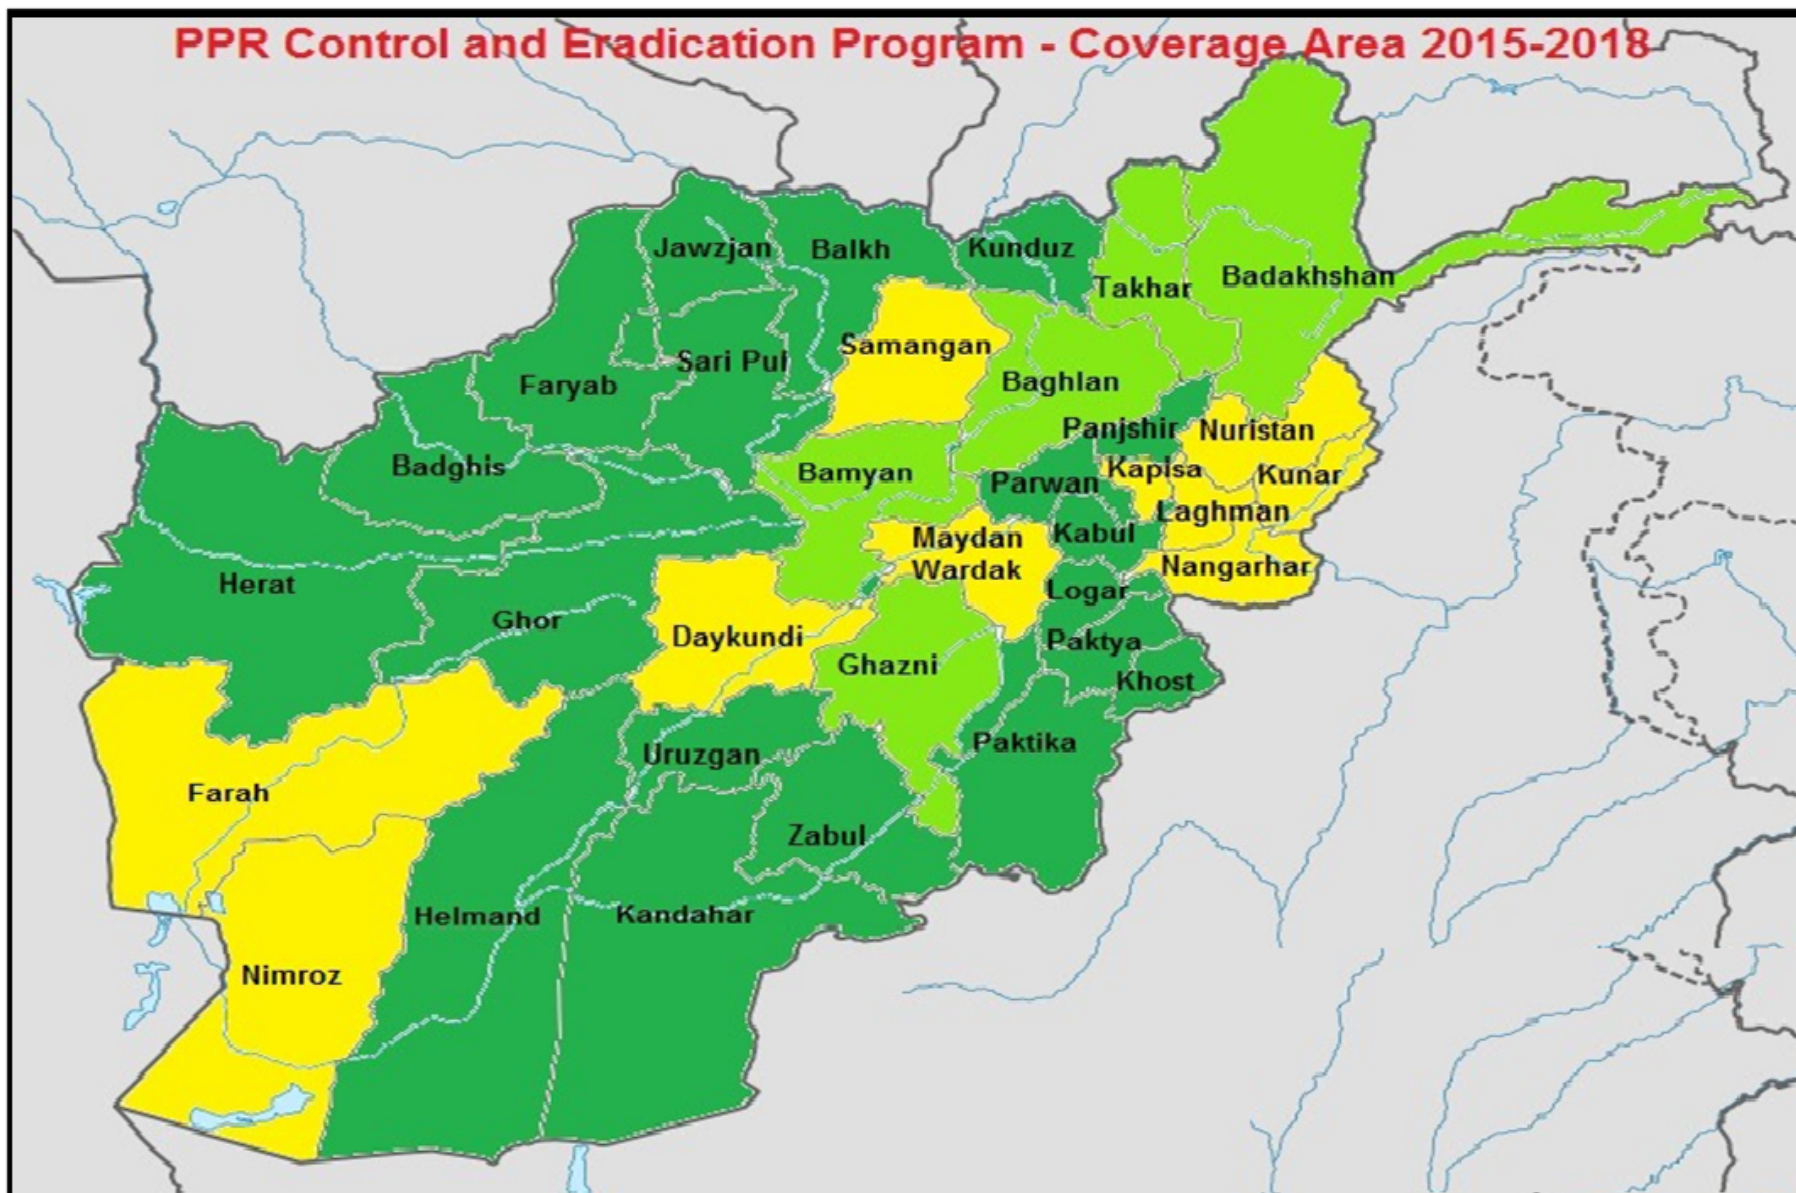 PPR Control and Eradication Program - Coverage Area 2015-2018
Jawzjan
Balkh
Kunduz
Takhar
Badakhshan
Samangan
Sari Pul
Faryab
Baghlan
Panjshir
Nuristan
Badghis
Bamyan
Parwan
Kapisa
Kunar
Laghman
Maydan
Wardak
Kabul
Nangarhar
Herat
Logar
Ghor
Daykundi
Paktya
Ghazni
Khost
Uruzgan
Paktika
Farah
Zabul
Helmand
Kandahar
Nimroz